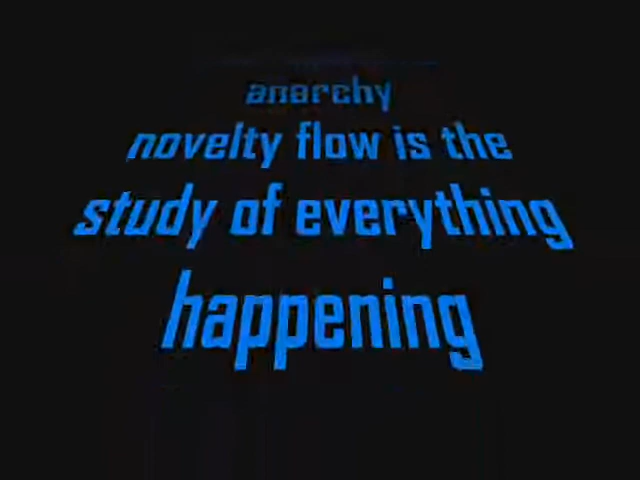 anarchy
novelty flow is the
study of everything
happening